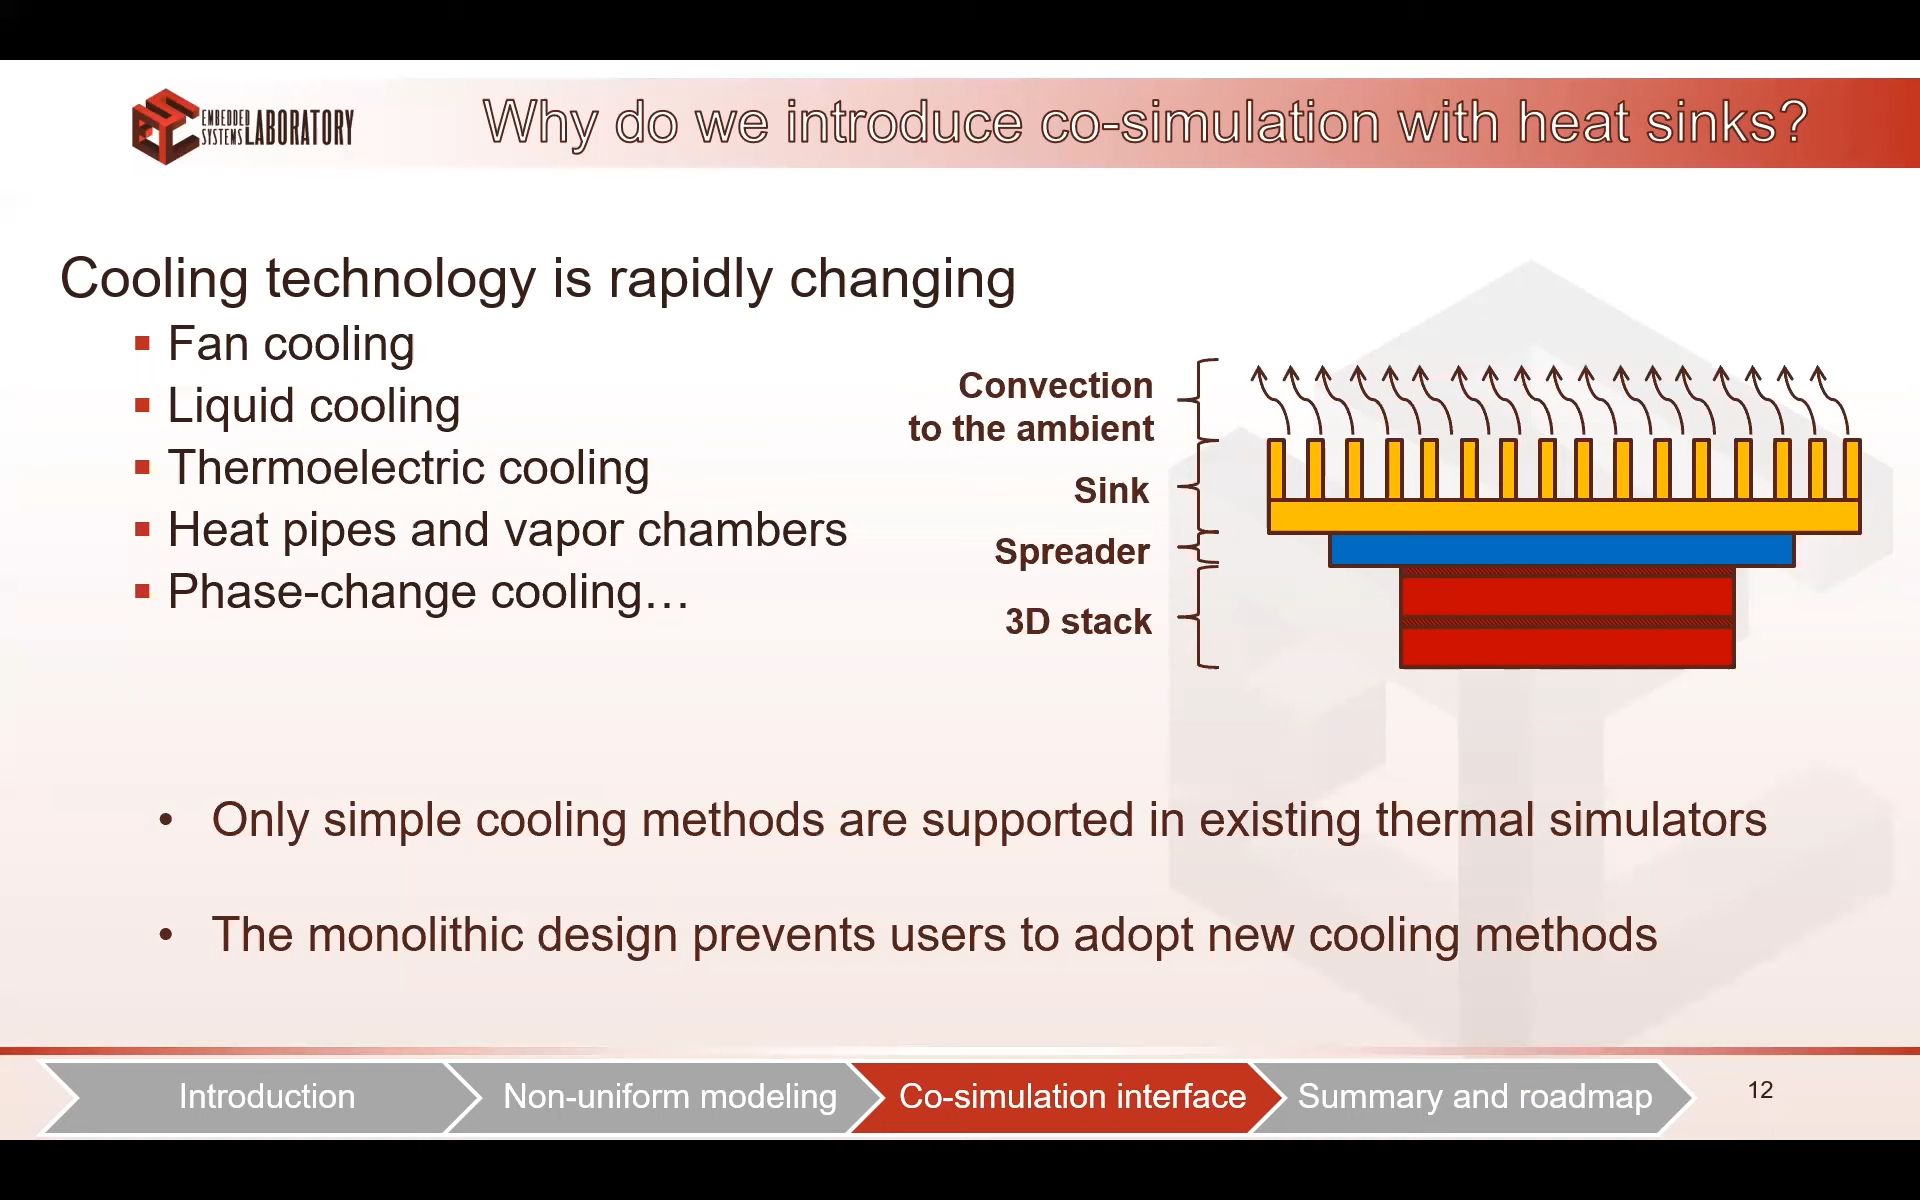 EMBEDDED
SYSTEMS LABORATORY
Why do we introduce co-simulation with heat sinks?
Cooling technology is rapidly changing
▪ Fan cooling
▪ Liquid cooling
▪ Thermoelectric cooling
▪ Heat pipes and vapor chambers
▪ Phase-change cooling…
Convection
to the ambient
Sink
Spreader
3D stack
• Only simple cooling methods are supported in existing thermal simulators
• The monolithic design prevents users to adopt new cooling methods
Introduction
Non-uniform modeling
Co-simulation interface
Summary and roadmap
12